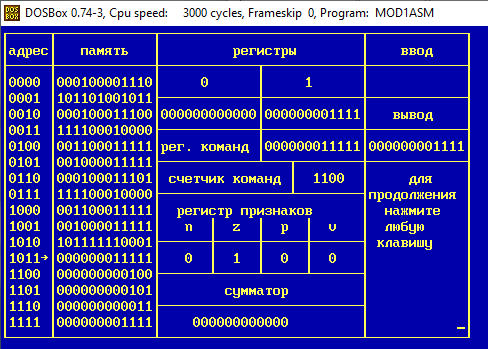 DOSBox 0.74-3, Cpu speed: 3000 cycles, Frameskip 0, Program: MOD1ASM
адрес память регистры ввод
0000 000100001110 0 1
0001 101101001011
0010 000100011100 000000000000 000000001111 вывод
0011 111100010000
0100 001100011111 рег. команд 000000011111 000000001111
0101 001000011111
0110 000100011101 счетчик команд 1100 для
0111 111100010000 продолжения
1000 001100011111 регистр признаков нажмите
1001 001000011111 n z p v любую
1010 101111110001 клавишу
1011→ 000000011111 0 1 0 0
1100 000000000100
1101 000000000101 сумматор
1110 000000000011
1111 000000001111 000000000000 _